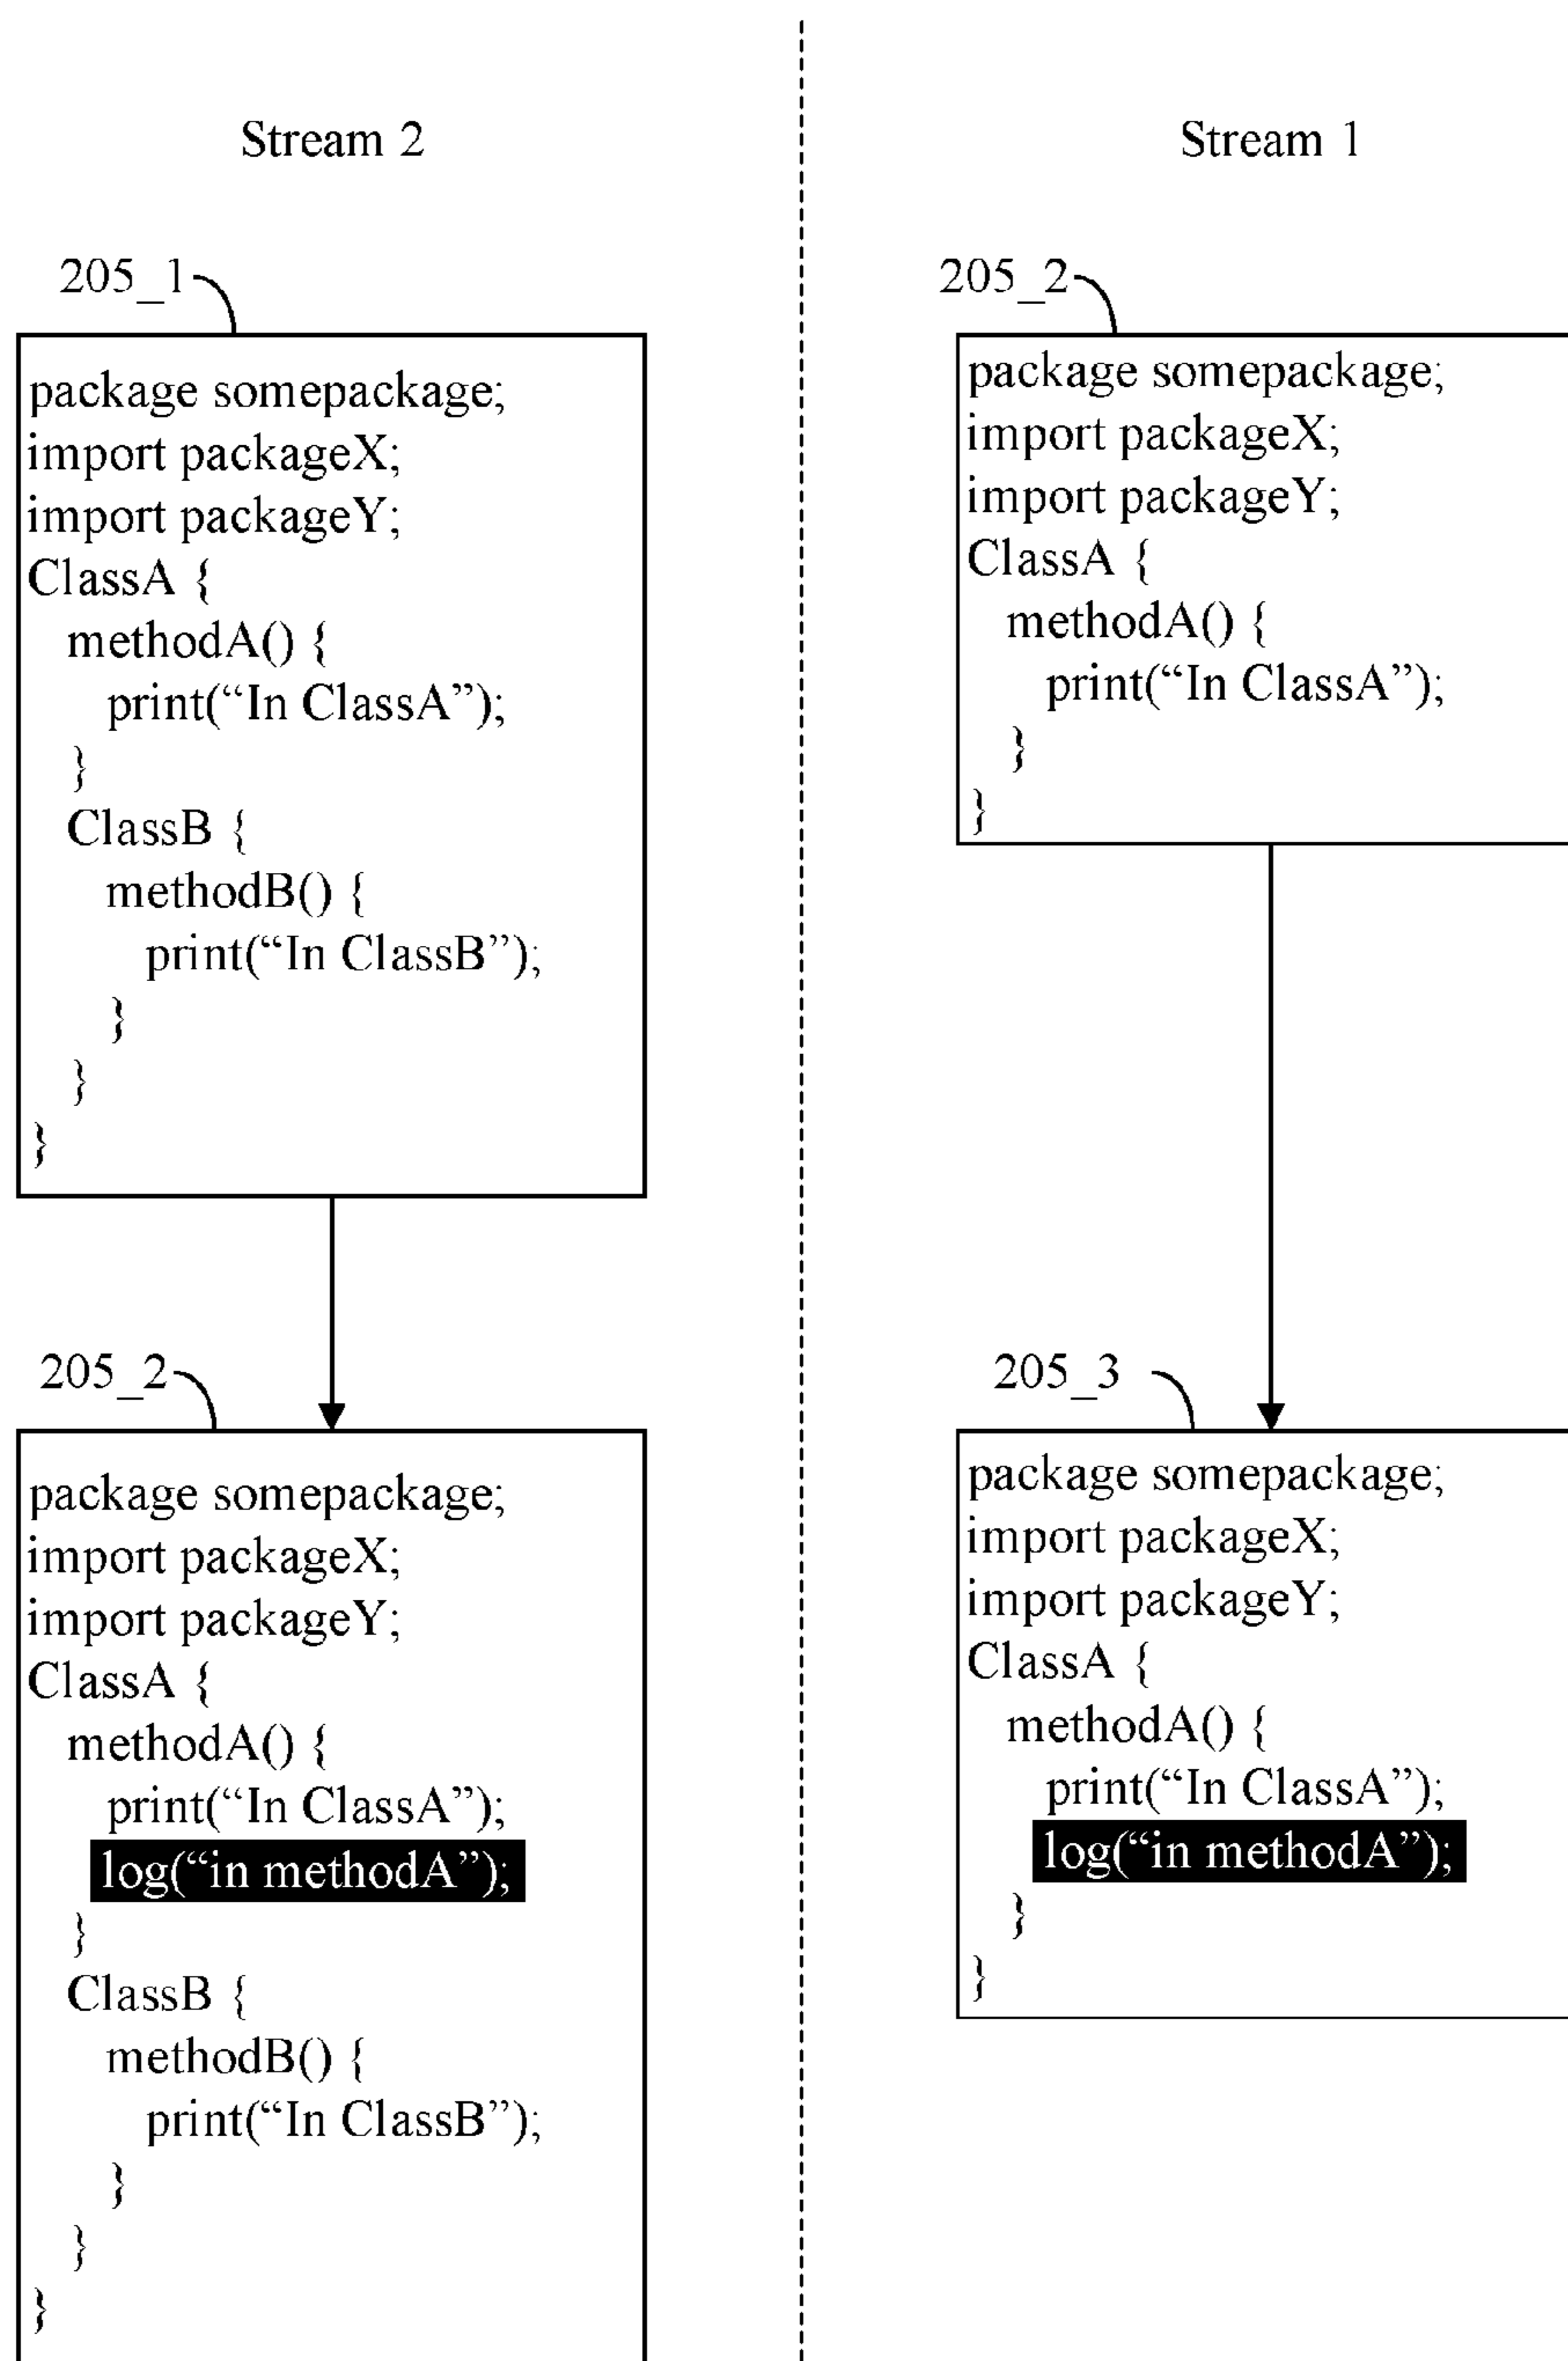 Stream 2
205_1
package somepackage;
import packageX;
import packageY;
ClassA {
methodA() {
print(“In ClassA”);
}
ClassB {
methodB() {
print(“In ClassB”);
}
}
}
205_2
package somepackage;
import packageX;
import packageY;
ClassA {
methodA() {
print(“In ClassA”);
log(“in methodA”);
}
ClassB {
methodB() {
print(“In ClassB”);
}
}
}
Stream 1
205_2
package somepackage;
import packageX;
import packageY;
ClassA {
methodA() {
print(“In ClassA”);
}
}
205_3
package somepackage;
import packageX;
import packageY;
ClassA {
methodA() {
print(“In ClassA”);
log(“in methodA”);
}
}